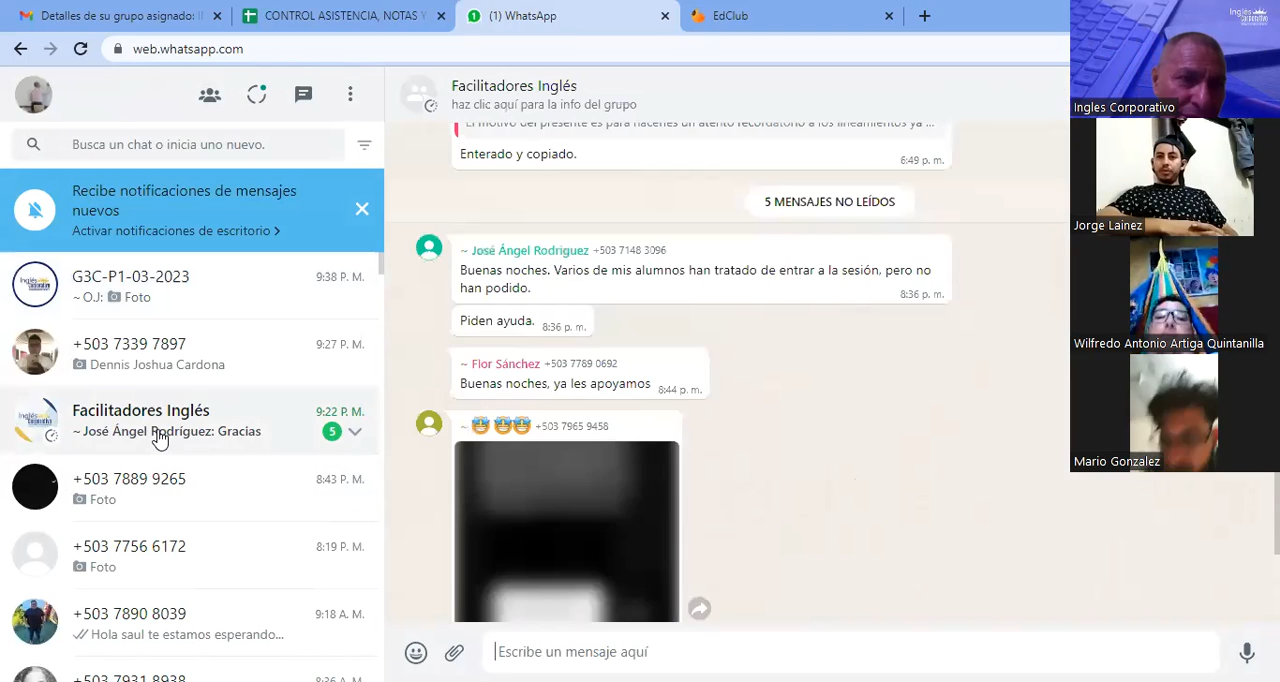 Detalles de su grupo asignado: I
CONTROL ASISTENCIA, NOTAS Y
(1) WhatsApp
EdClub
web.whatsapp.com
Busca un chat o inicia uno nuevo.
Recibe notificaciones de mensajes
nuevos
Activar notificaciones de escritorio >
G3C-P1-03-2023
9:38 P. M.
~ O.J: Foto
+503 7339 7897
9:27 P. M.
Dennis Joshua Cardona
Facilitadores Inglés
9:22 P. M.
~ José Ángel Rodríguez: Gracias
5
+503 7889 9265
8:43 P. M.
Foto
+503 7756 6172
8:19 P. M.
Foto
+503 7890 8039
9:18 A. M.
Hola saul te estamos esperando...
+503 7931 8938
8:36 A. M.
Facilitadores Inglés
haz clic aquí para la info del grupo
El motivo del presente es para hacerles un atento recordatorio a los lineamientos ya ...
Enterado y copiado.
6:49 p. m.
5 MENSAJES NO LEÍDOS
~ José Ángel Rodríguez +503 7148 3096
Buenas noches. Varios de mis alumnos han tratado de entrar a la sesión, pero no
han podido.
8:36 p. m.
Piden ayuda.
8:36 p. m.
~ Flor Sánchez +503 7789 0692
Buenas noches, ya les apoyamos
8:44 p. m.
~ 🤓 🤓🤓 +503 7965 9458
Escribe un mensaje aquí
Inglés
Corporativo
Ingles Corporativo
Jorge Lainez
Wilfredo Antonio Artiga Quintanilla
Mario Gonzalez